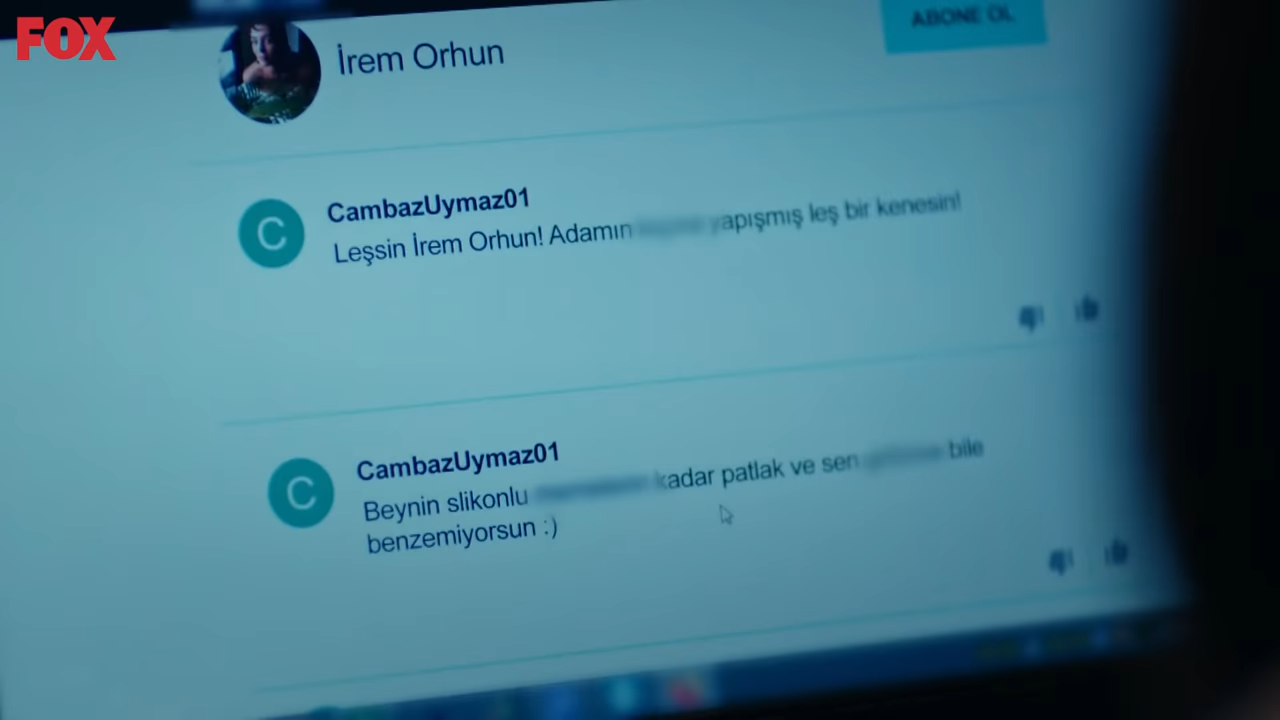 FOX
İrem Orhun
ABONE OL
C
CambazUymaz01
Leşsin İrem Orhun! Adamın yapışmış leş bir kenesin!
C
CambazUymaz01
Beynin slikonlu kadar patlak ve sen bile
benzemiyorsun :)